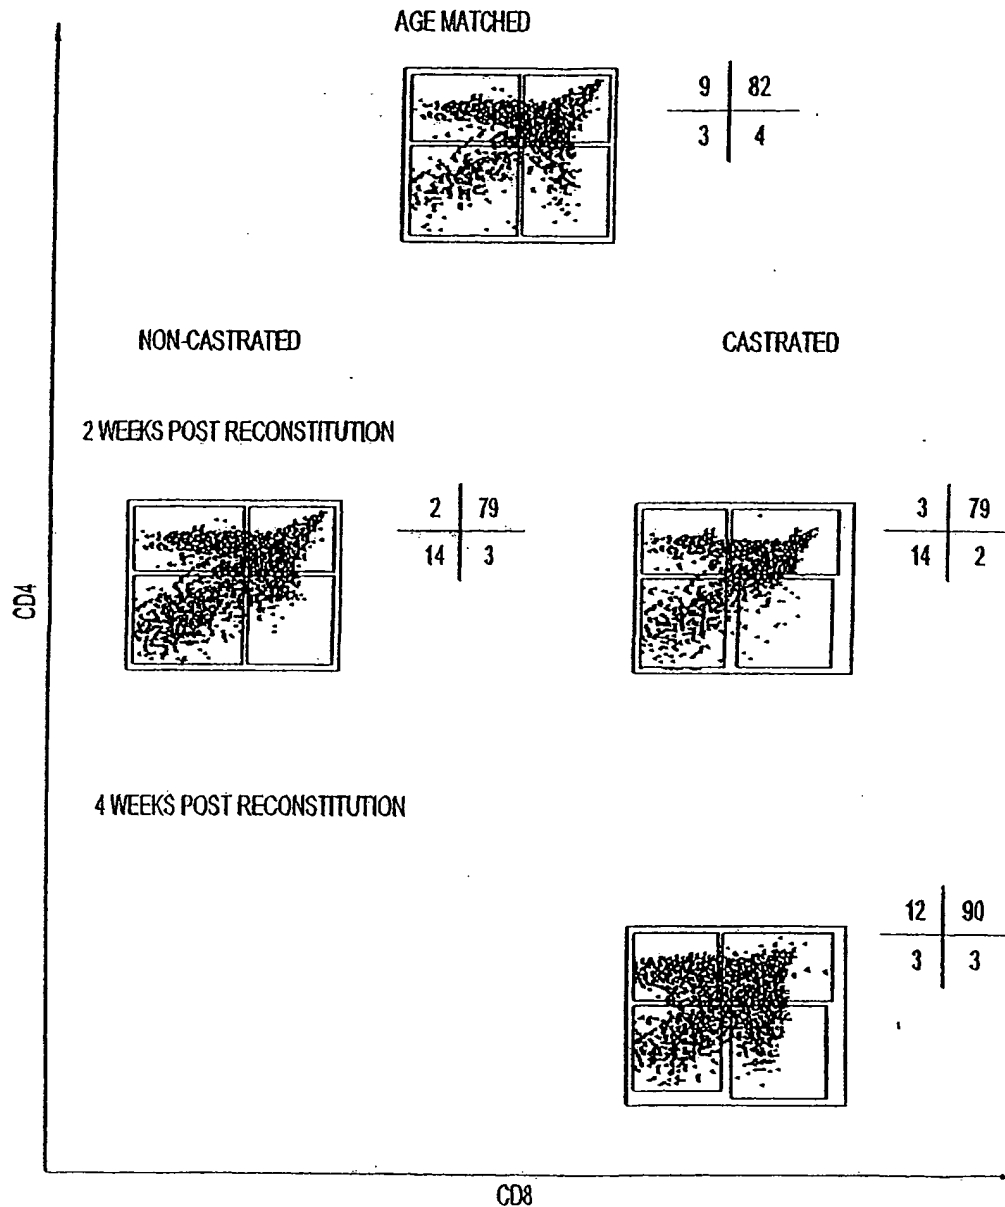 AGE MATCHED
9 82
3 4
NON-CASTRATED
CASTRATED
2 WEEKS POST RECONSTITUTION
2 79
14 3
3 79
14 2
CD4
4 WEEKS POST RECONSTITUTION
12 90
3 3
CD8